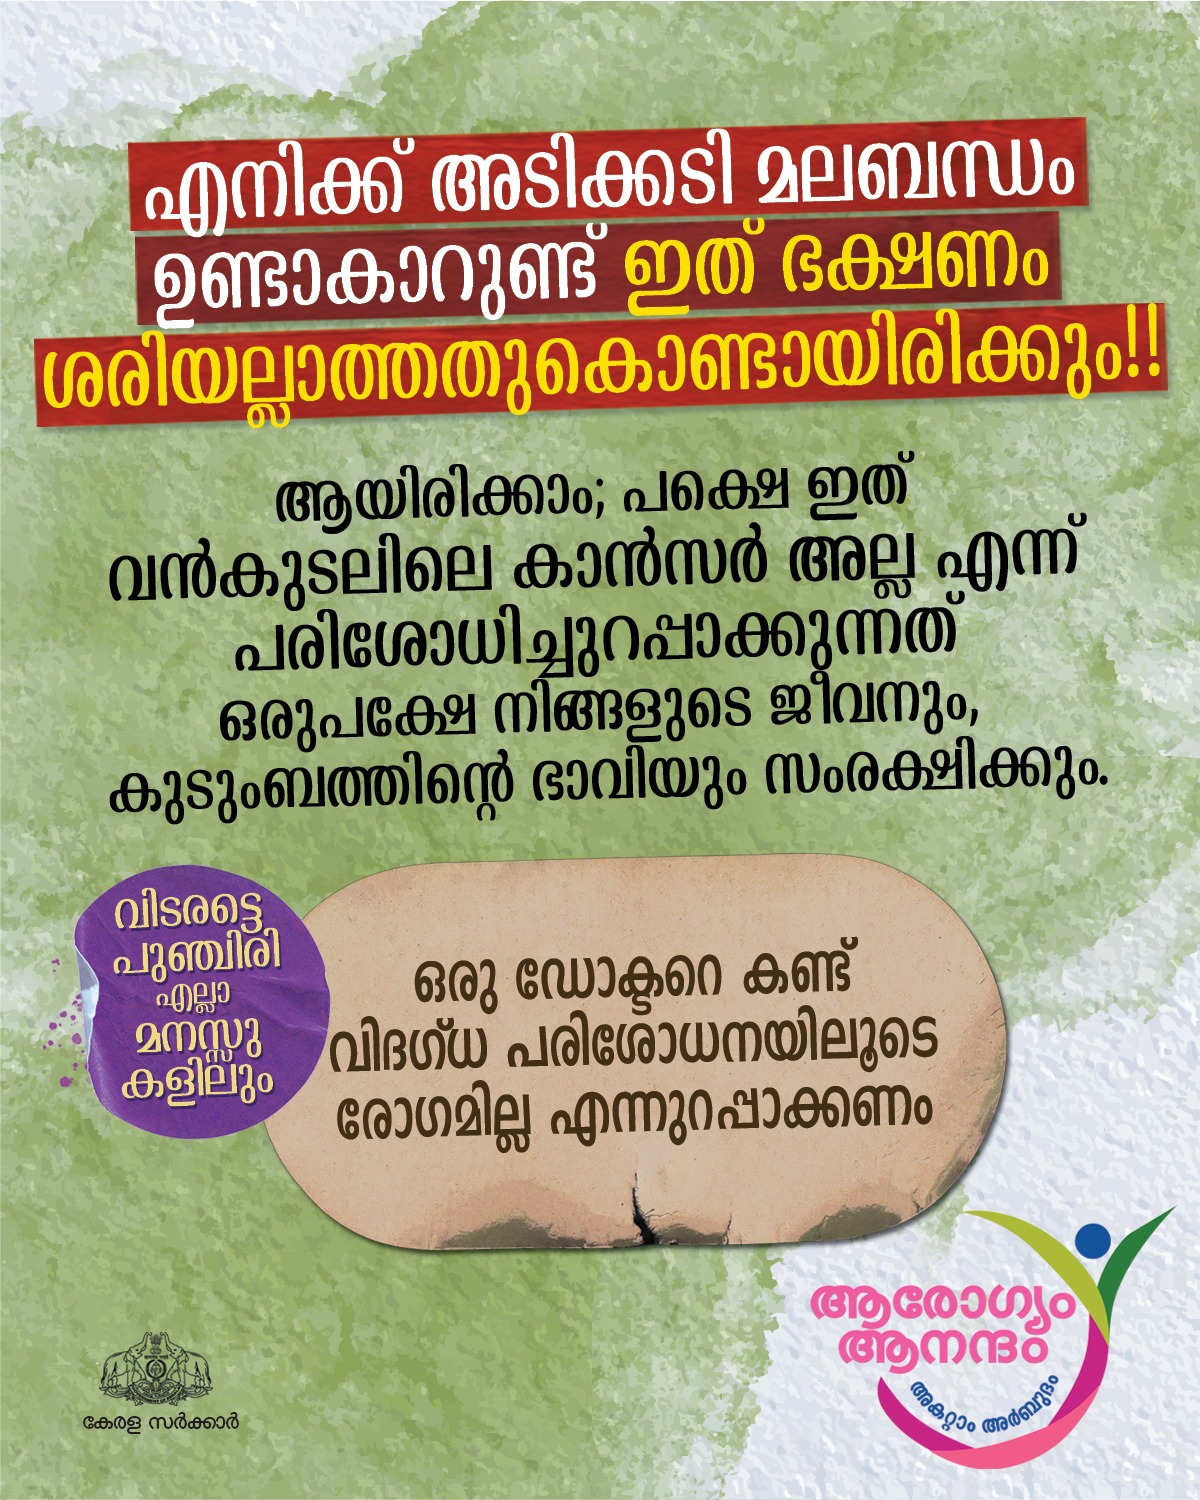 എനിക്ക് അടിക്കടി മലബന്ധം
ഉണ്ടാകാറുണ്ട് ഇത് ഭക്ഷണം
ശരിയല്ലാത്തതുകൊണ്ടായിരിക്കും!!
ആയിരിക്കാം; പക്ഷെ ഇത്
വൻകുടലിലെ കാൻസർ അല്ല എന്ന്
പരിശോധിച്ചുറപ്പാക്കുന്നത്
ഒരുപക്ഷേ നിങ്ങളുടെ ജീവനും,
കുടുംബത്തിന്റെ ഭാവിയും സംരക്ഷിക്കും.
വിടരട്ടെ
പുഞ്ചിരി
എല്ലാ
മനസ്സു
കളിലും
ഒരു ഡോക്ടറെ കണ്ട്
വിദഗ്ധ പരിശോധനയിലൂടെ
രോഗമില്ല എന്നുറപ്പാക്കണം
ആരോഗ്യം
ആനന്ദം
അകറ്റാം അർബുദം
കേരള സർക്കാർ